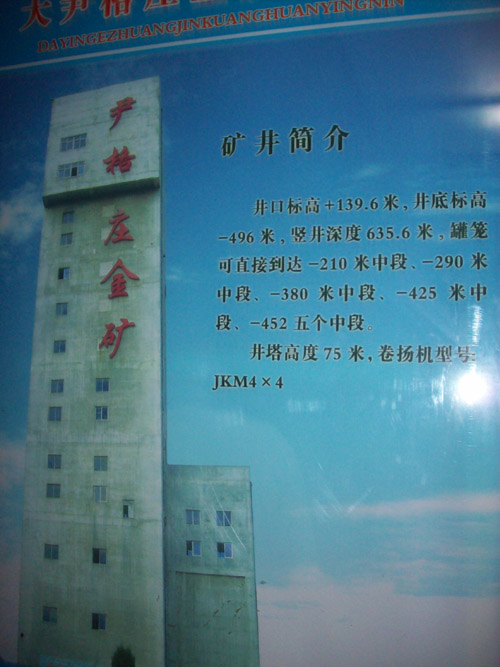 大尹格庄金
DAYINGEZHUANGJINKUANGHUANYINGNIN
尹格庄金矿
矿井简介
井口标高+139.6米,井底标高
-496米,竖井深度635.6米,罐笼
可直接到达-210米中段、-290米
中段、-380米中段、-425米中
段、-452五个中段。
井塔高度75米,卷扬机型号:
JKM4×4